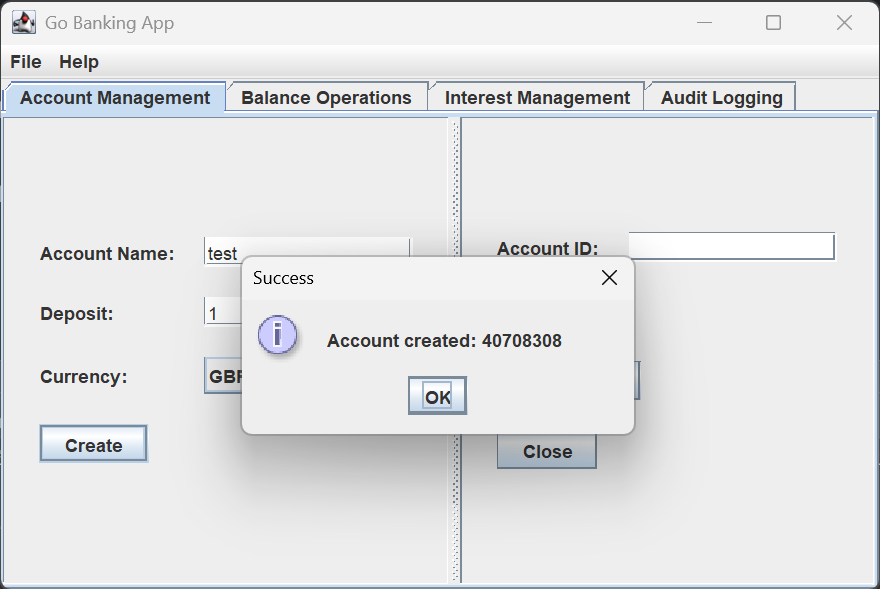 Go Banking App
File Help
Account Management Balance Operations Interest Management Audit Logging
Account Name: test
Account ID:
Success
Deposit: 1
Account created: 40708308
Currency:
OK
Create
Close